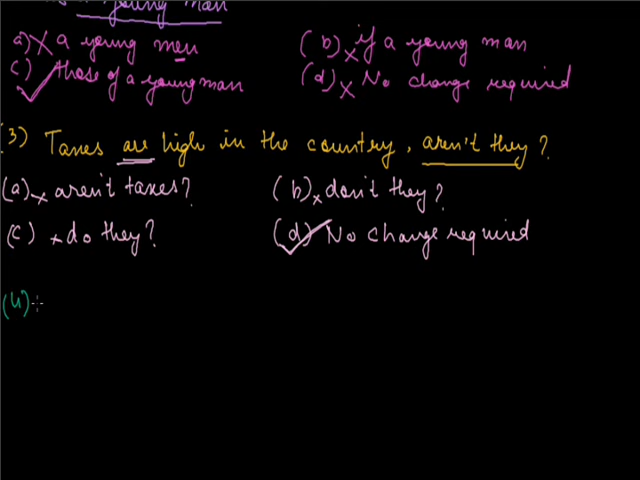 young man
a) a young men (b) if a young man
c) those of a young man (d) No change required
(3) Taxes are high in the country, aren't they?
(a) aren't taxes? (b) don't they?
(c) do they? (d) No change required
(4)